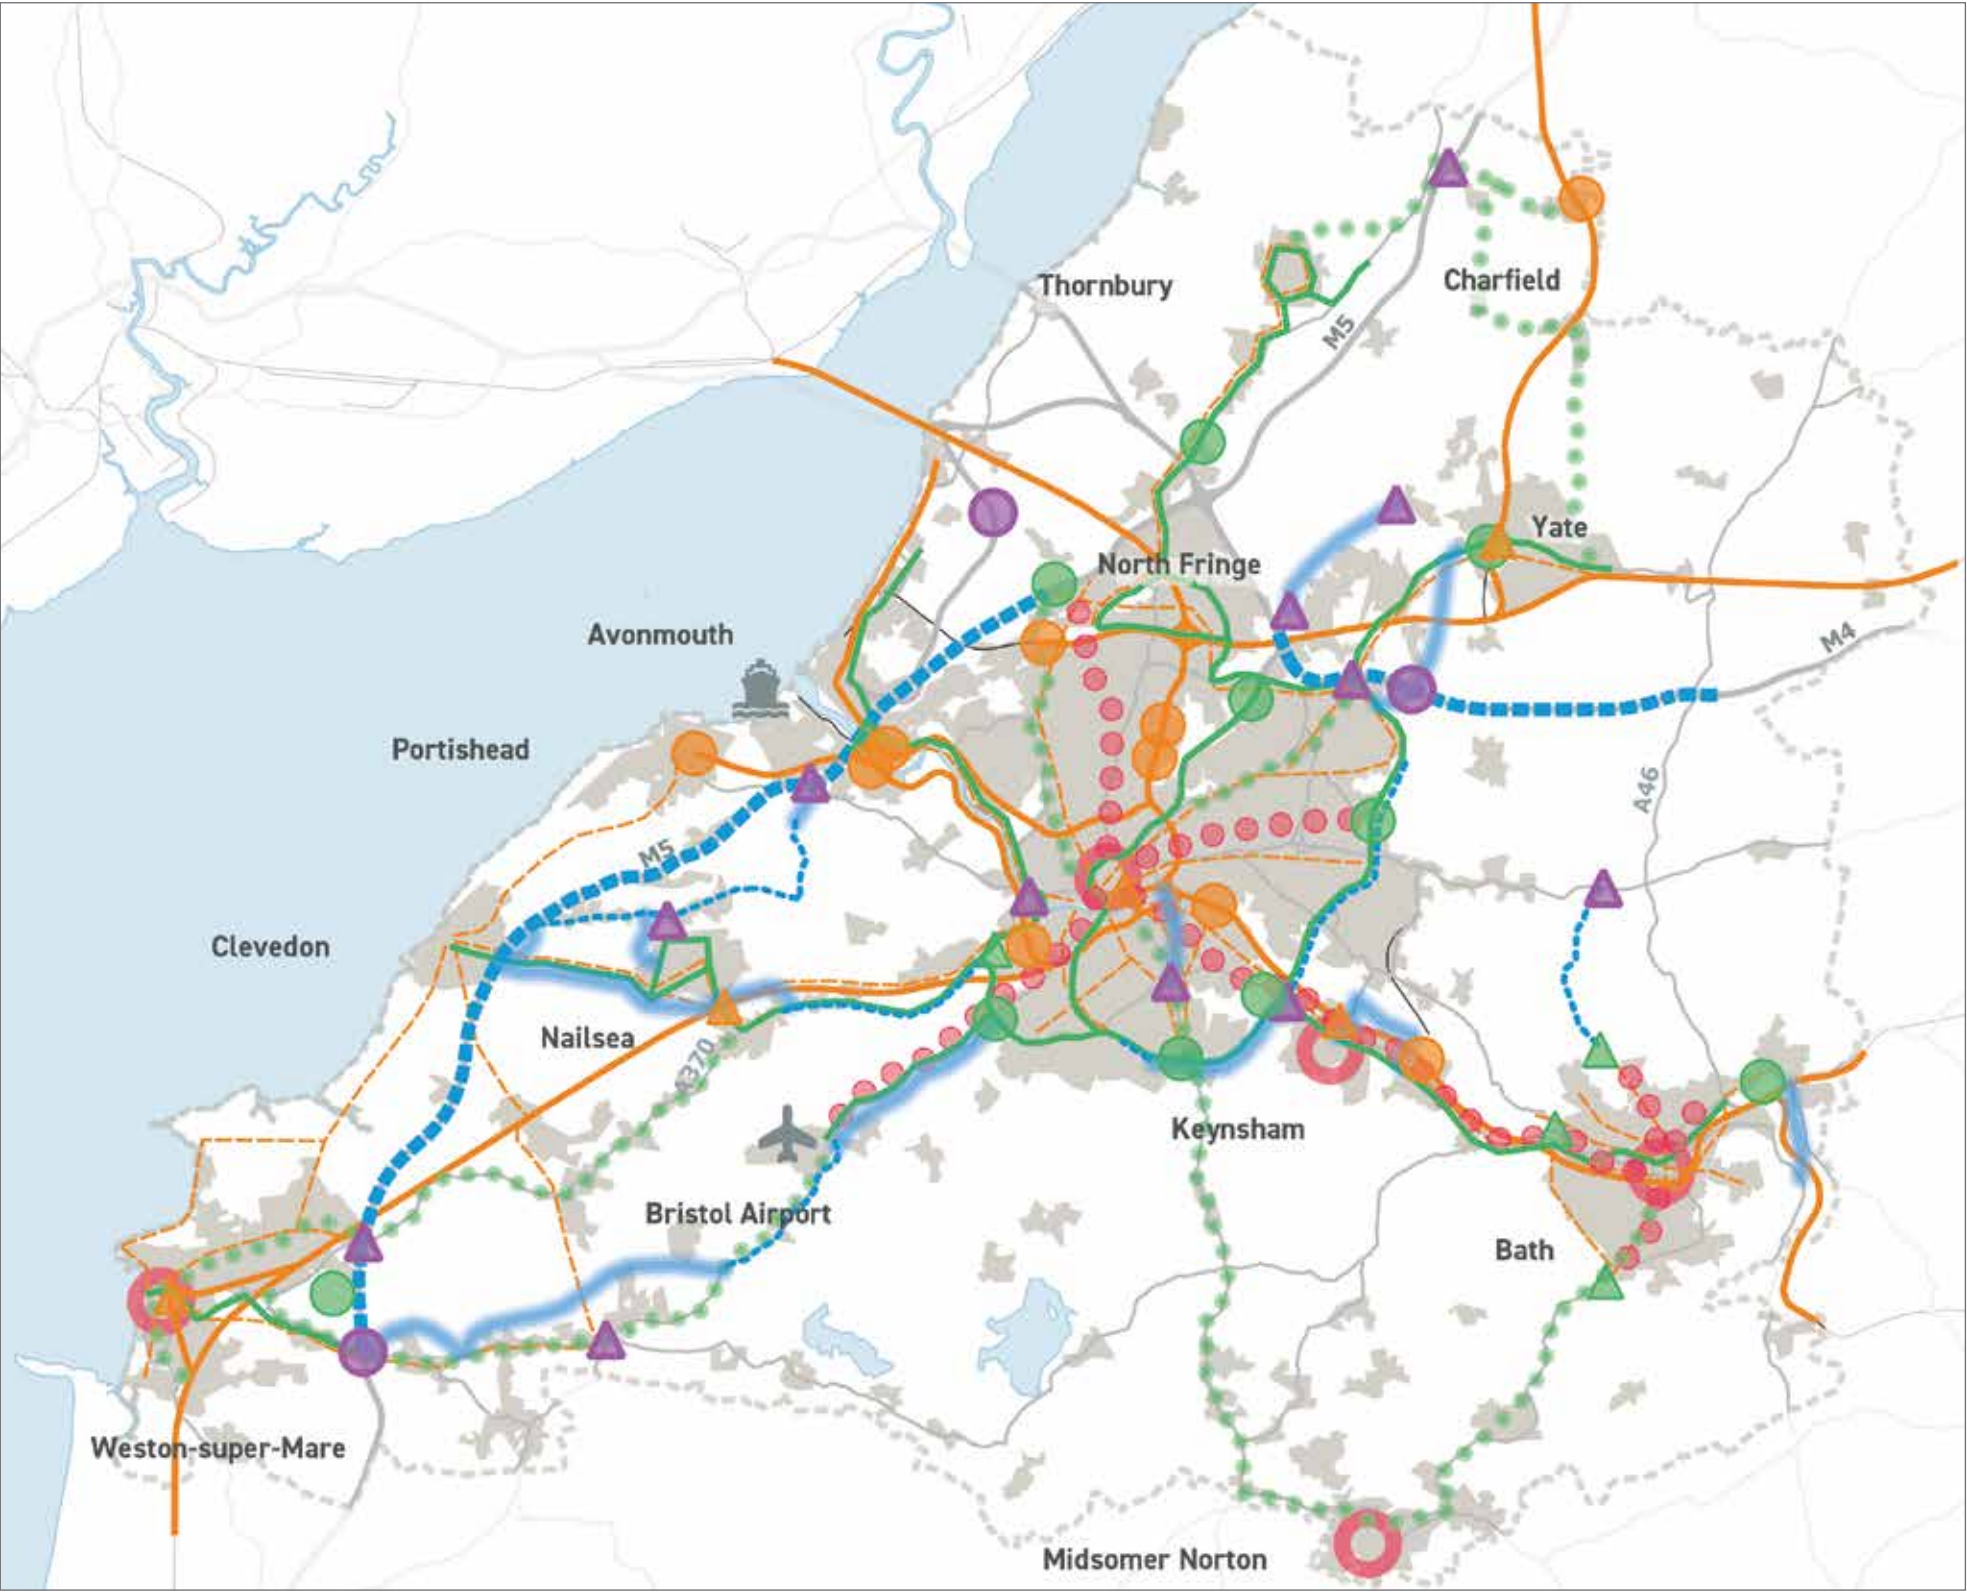 Thornbury
Charfield
M5
Yate
North Fringe
Avonmouth
M4
Portishead
A46
M5
Clevedon
Nailsea
A370
Keynsham
Bristol Airport
Bath
Weston-super-Mare
Midsomer Norton